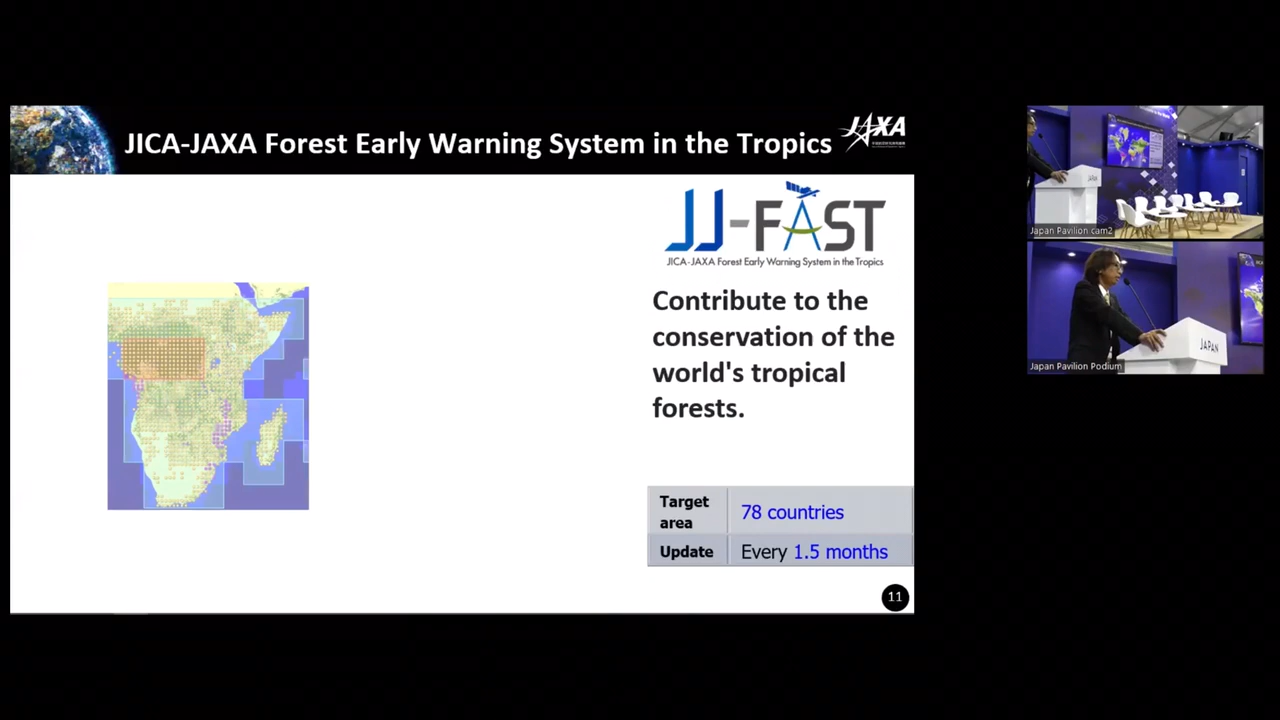 JICA-JAXA Forest Early Warning System in the Tropics
JAXA
JJ-FAST
JICA-JAXA Forest Early Warning System in the Tropics
Contribute to the
conservation of the
world's tropical
forests.
Target area
78 countries
Update
Every 1.5 months
11
JAPAN
Japan Pavilion cam2
JAPAN
Japan Pavilion Podium